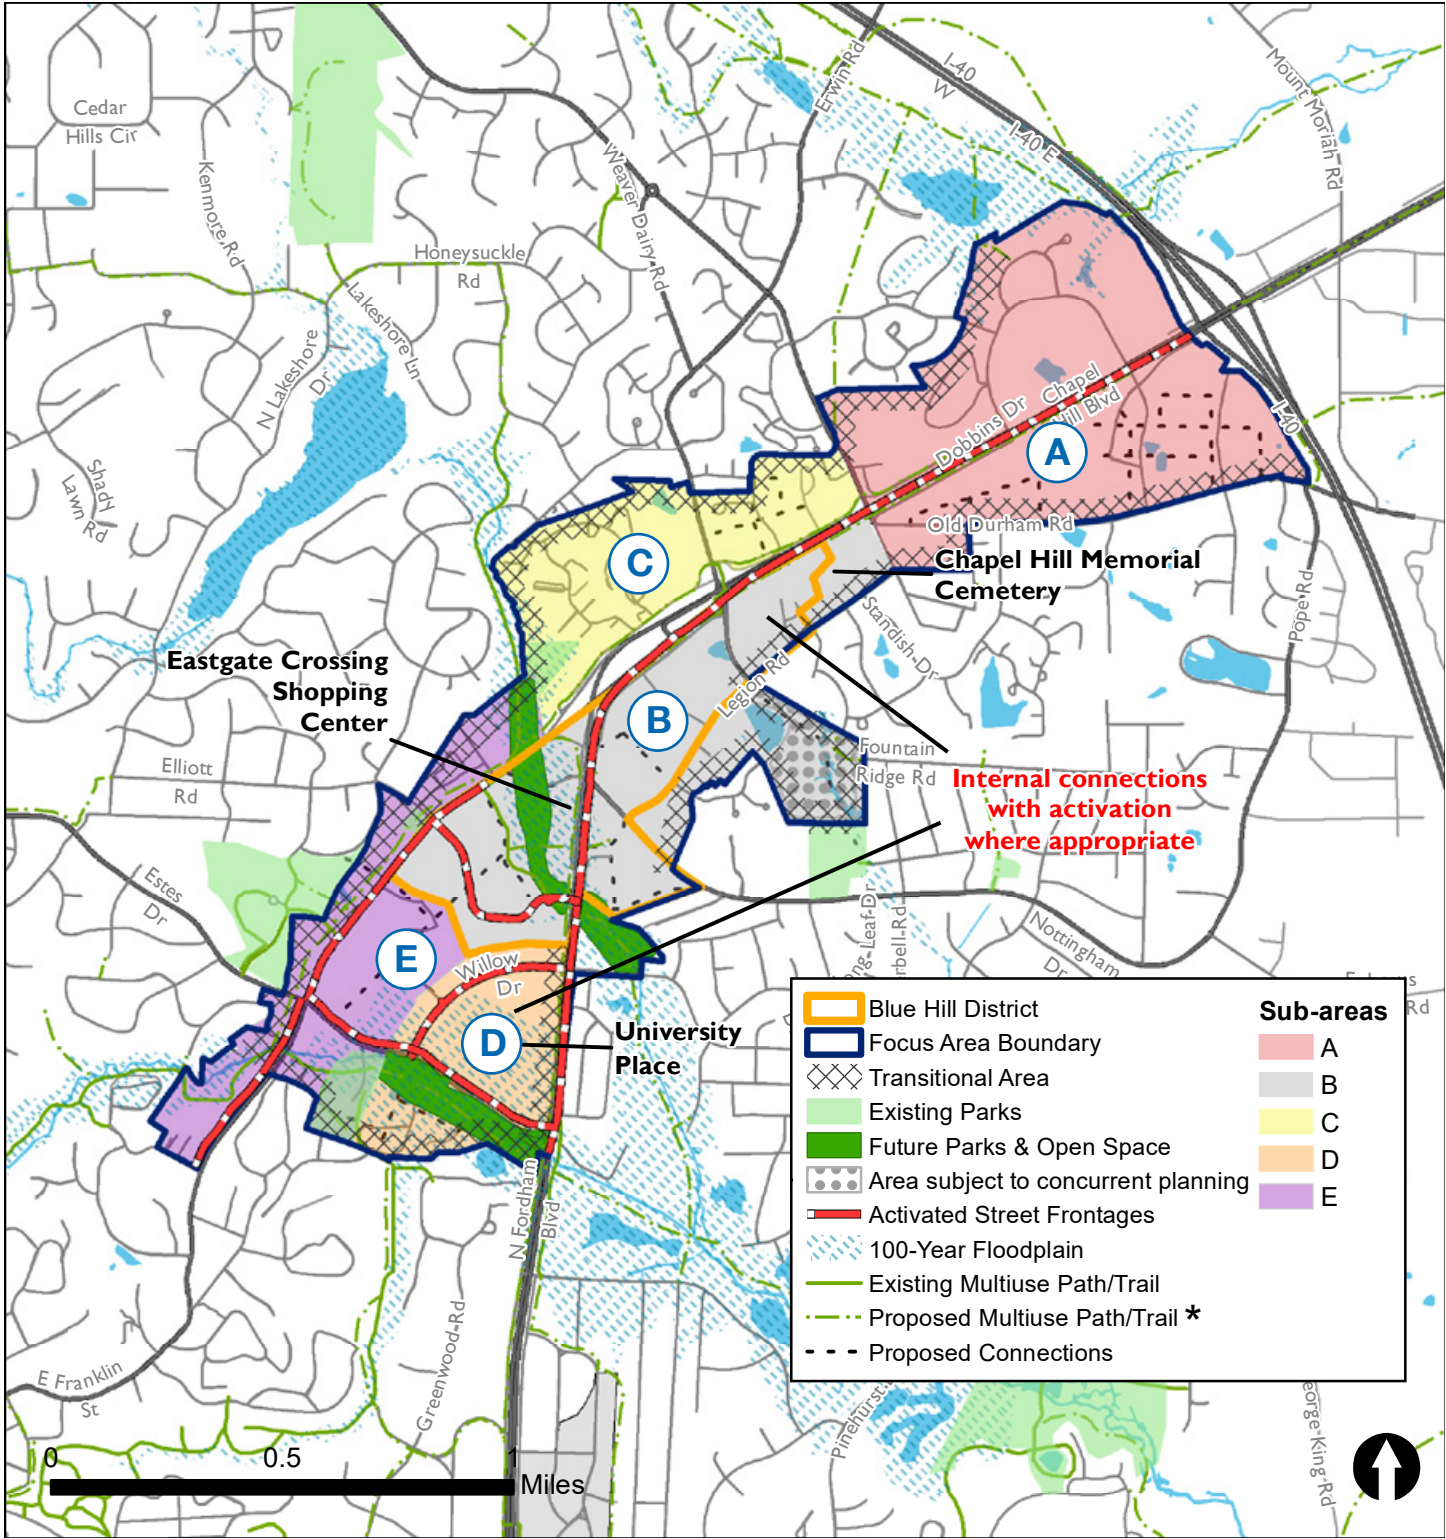 Cedar
Hills Cir
Kenmore Rd
Weaver Dairy Rd
Erwin Rd
I-40
W
I-40 E
Mount Moriah Rd
Honeysuckle
Rd
Lakeshore Ln
N Lakeshore
Dr
Shady
Lawn Rd
Dobbins Dr
Chapel
Hill Blvd
I-40
A
Old Durham Rd
C
Chapel Hill Memorial
Cemetery
Standish Dr
Pope Rd
Eastgate Crossing
Shopping
Center
Legion Rd
B
Fountain
Ridge Rd
Elliott
Rd
Internal connections
with activation
where appropriate
Estes
Dr
Nottingham
Dr
E
Willow
Dr
D
University
Place
Rd
Blue Hill District
Focus Area Boundary
Transitional Area
Existing Parks
Future Parks & Open Space
Area subject to concurrent planning
Activated Street Frontages
100-Year Floodplain
Existing Multiuse Path/Trail
Proposed Multiuse Path/Trail *
Proposed Connections
Sub-areas
A
B
C
D
E
N Fordham
Blvd
Greenwood Rd
E Franklin
St
0 0.5 1
Miles